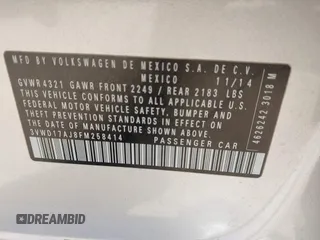 MFD BY VOLKSWAGEN DE MEXICO S.A. DE C.V.
MEXICO 11/14
GVWR 4321 GAWR FRONT 2249 / REAR 2183 LBS
THIS VEHICLE CONFORMS TO ALL APPLICABLE
FEDERAL MOTOR VEHICLE SAFETY, BUMPER AND
THEFT PREVENTION STANDARDS IN EFFECT ON
THE DATE OF MANUFACTURE SHOWN ABOVE
3VWD17AJ8FM258414 PASSENGER CAR
4626242 3018 M
DREAMBID